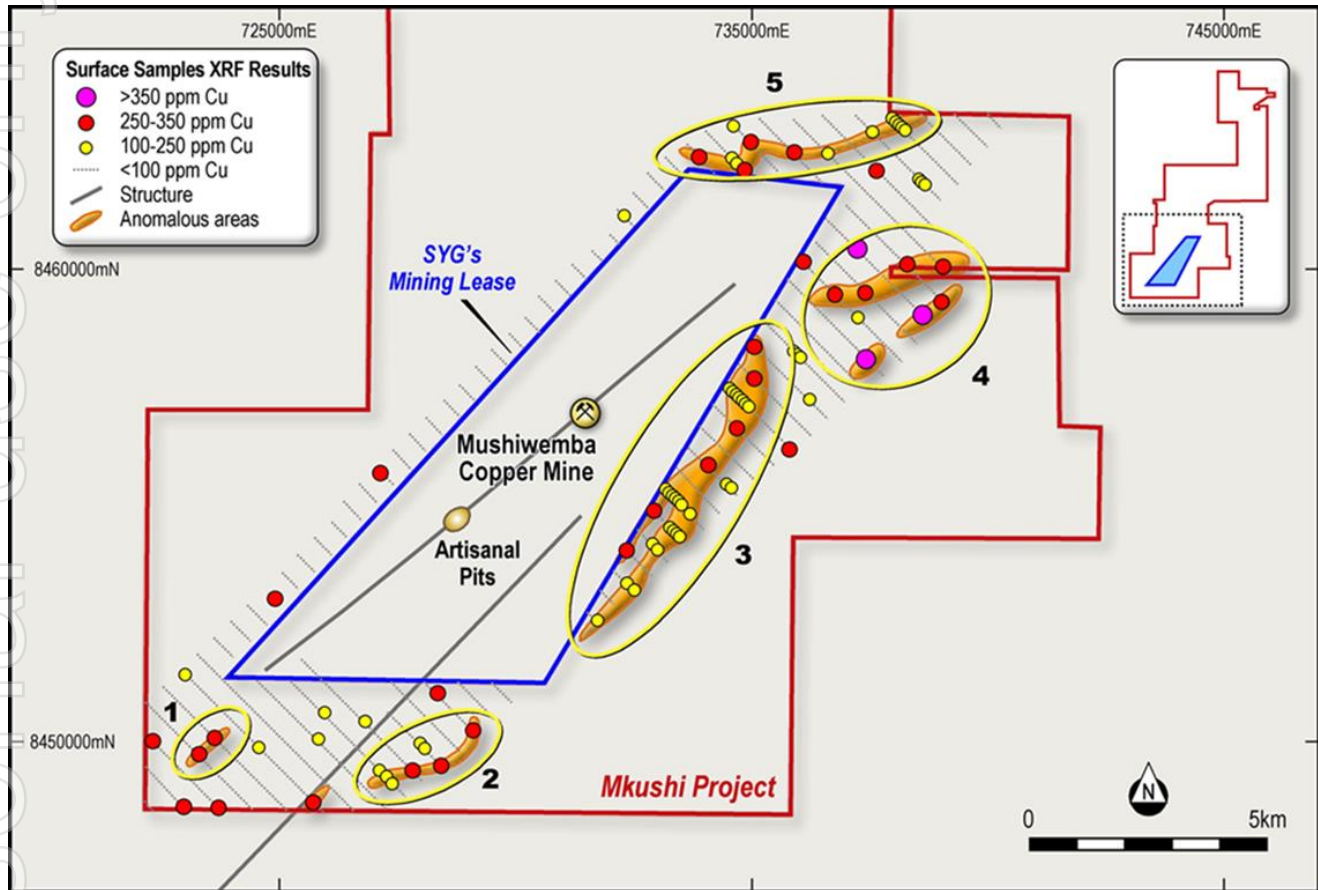 725000mE
735000mE
745000mE
Surface Samples XRF Results
>350 ppm Cu
250-350 ppm Cu
100-250 ppm Cu
<100 ppm Cu
Structure
Anomalous areas
5
SYG's
Mining Lease
8460000mN
4
Mushiwemba
Copper Mine
Artisanal
Pits
3
1
2
8450000mN
Mkushi Project
N
0
5km